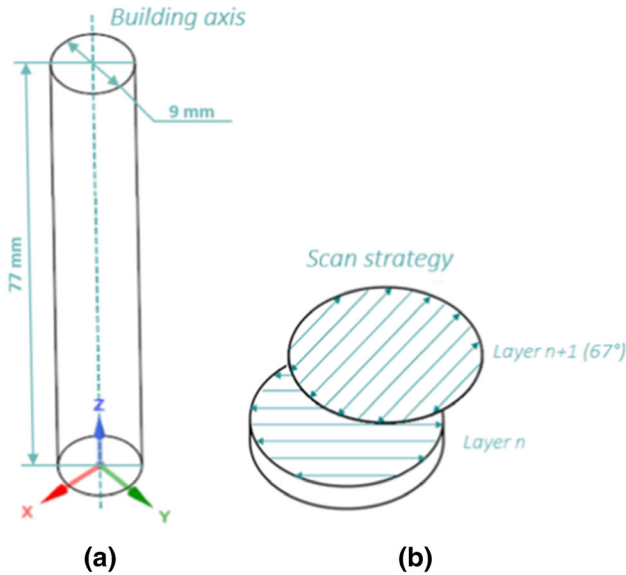 Building axis
9 mm
77 mm
Z
X
Y
Scan strategy
Layer n+1 (67°)
Layer n
(a)
(b)